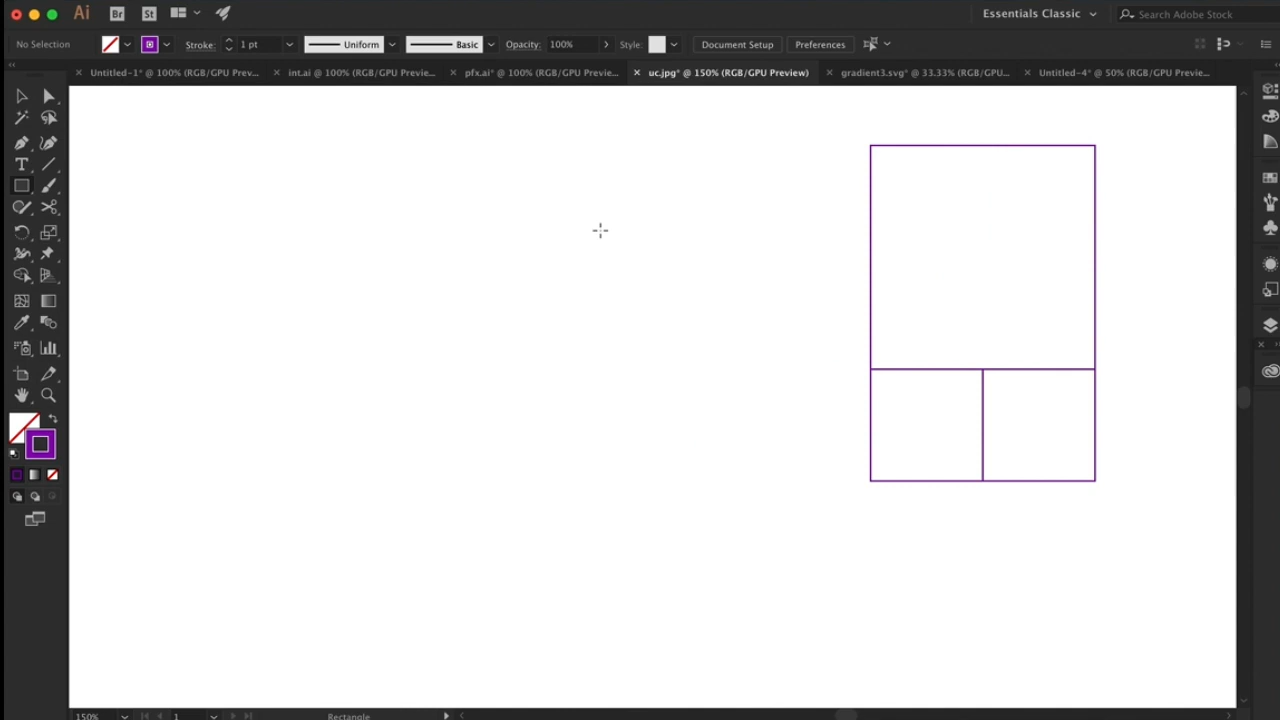 Ai Br St Essentials Classic Search Adobe Stock
No Selection Stroke: 1 pt Uniform Basic Opacity: 100% Style: Document Setup Preferences
Untitled-1* @ 100% (RGB/GPU Prev... int.ai @ 100% (RGB/GPU Previe... pfx.ai* @ 100% (RGB/GPU Previe... uc.jpg* @ 150% (RGB/GPU Preview) gradient3.svg* @ 33.33% (RGB/GPU... Untitled-4* @ 50% (RGB/GPU Previe...
150% 1 Rectangle